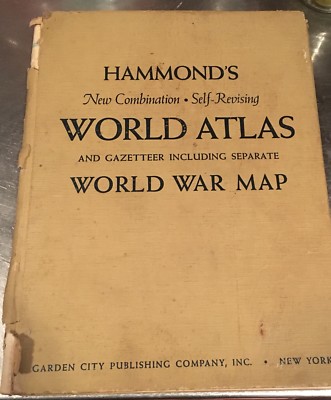 HAMMOND'S
New Combination • Self-Revising
WORLD ATLAS
AND GAZETTEER INCLUDING SEPARATE
WORLD WAR MAP
GARDEN CITY PUBLISHING COMPANY, INC. • NEW YORK